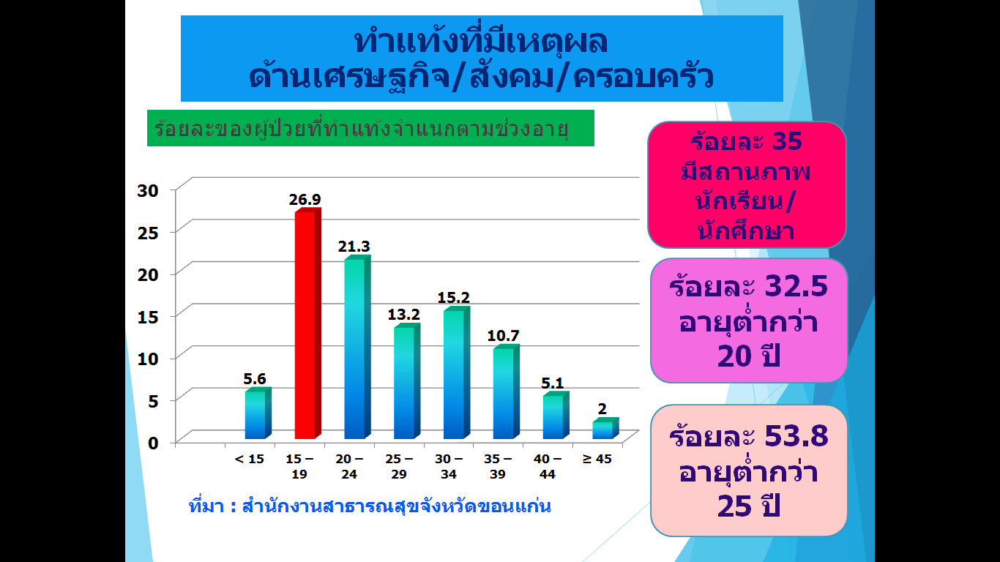 ทำแท้งที่มีเหตุผล
ด้านเศรษฐกิจ/สังคม/ครอบครัว
ร้อยละของผู้ป่วยที่ทำแท้งจำแนกตามช่วงอายุ
30
25
20
15
10
5
0
5.6
26.9
21.3
13.2
15.2
10.7
5.1
2
< 15
15 –
19
20 –
24
25 –
29
30 –
34
35 –
39
40 –
44
≥ 45
ที่มา : สำนักงานสาธารณสุขจังหวัดขอนแก่น
ร้อยละ 35
มีสถานภาพ
นักเรียน/
นักศึกษา
ร้อยละ 32.5
อายุต่ำกว่า
20 ปี
ร้อยละ 53.8
อายุต่ำกว่า
25 ปี